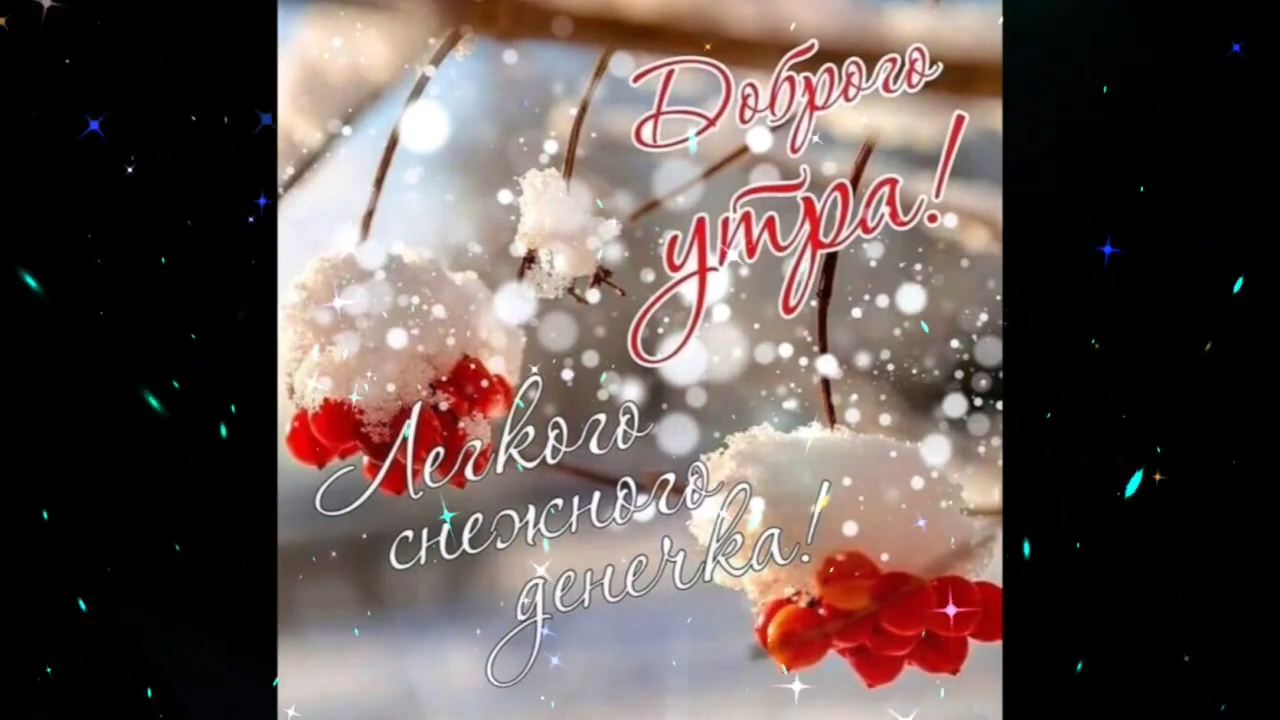 Доброго
утра!
Легкого
снежного
денечка!